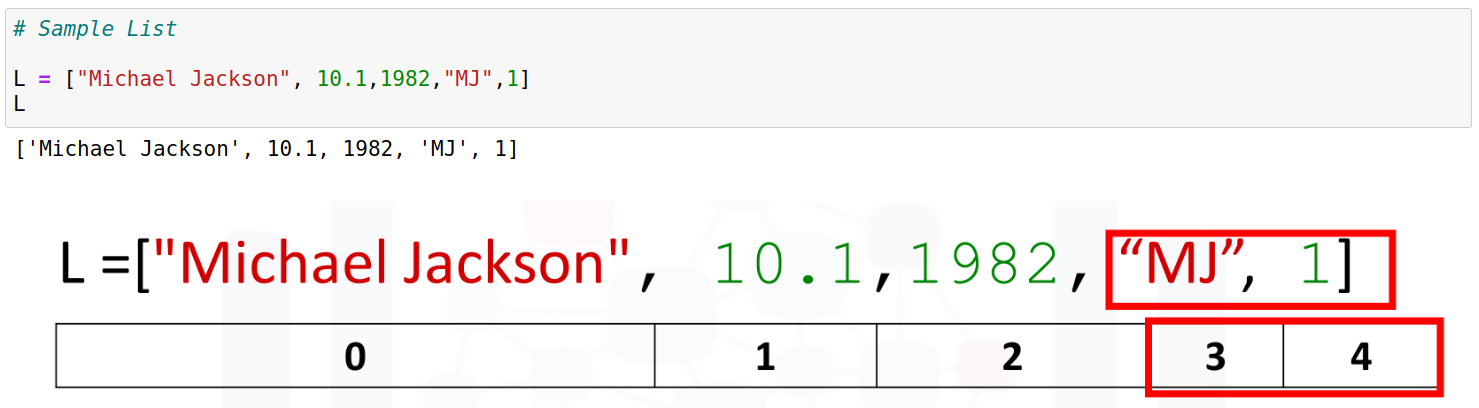 # Sample List
L = ["Michael Jackson", 10.1,1982,"MJ",1]
L
['Michael Jackson', 10.1, 1982, 'MJ', 1]
L =["Michael Jackson", 10.1,1982, “MJ”, 1]
0 1 2 3 4